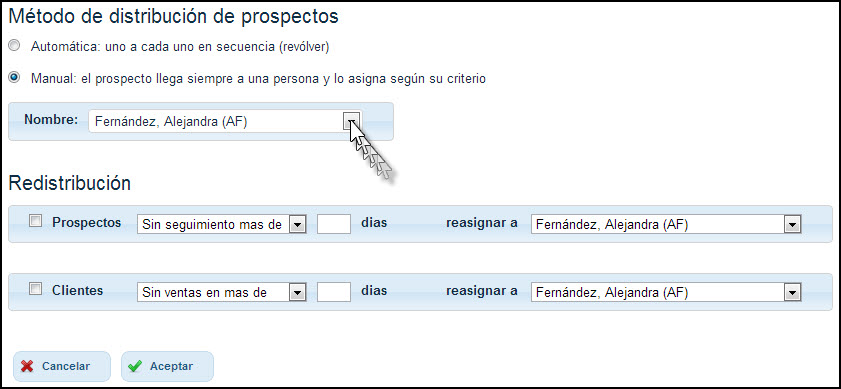 Método de distribución de prospectos
Automática: uno a cada uno en secuencia (revólver)
Manual: el prospecto llega siempre a una persona y lo asigna según su criterio
Nombre: Fernández, Alejandra (AF)
Redistribución
Prospectos Sin seguimiento mas de dias reasignar a Fernández, Alejandra (AF)
Clientes Sin ventas en mas de dias reasignar a Fernández, Alejandra (AF)
Cancelar Aceptar